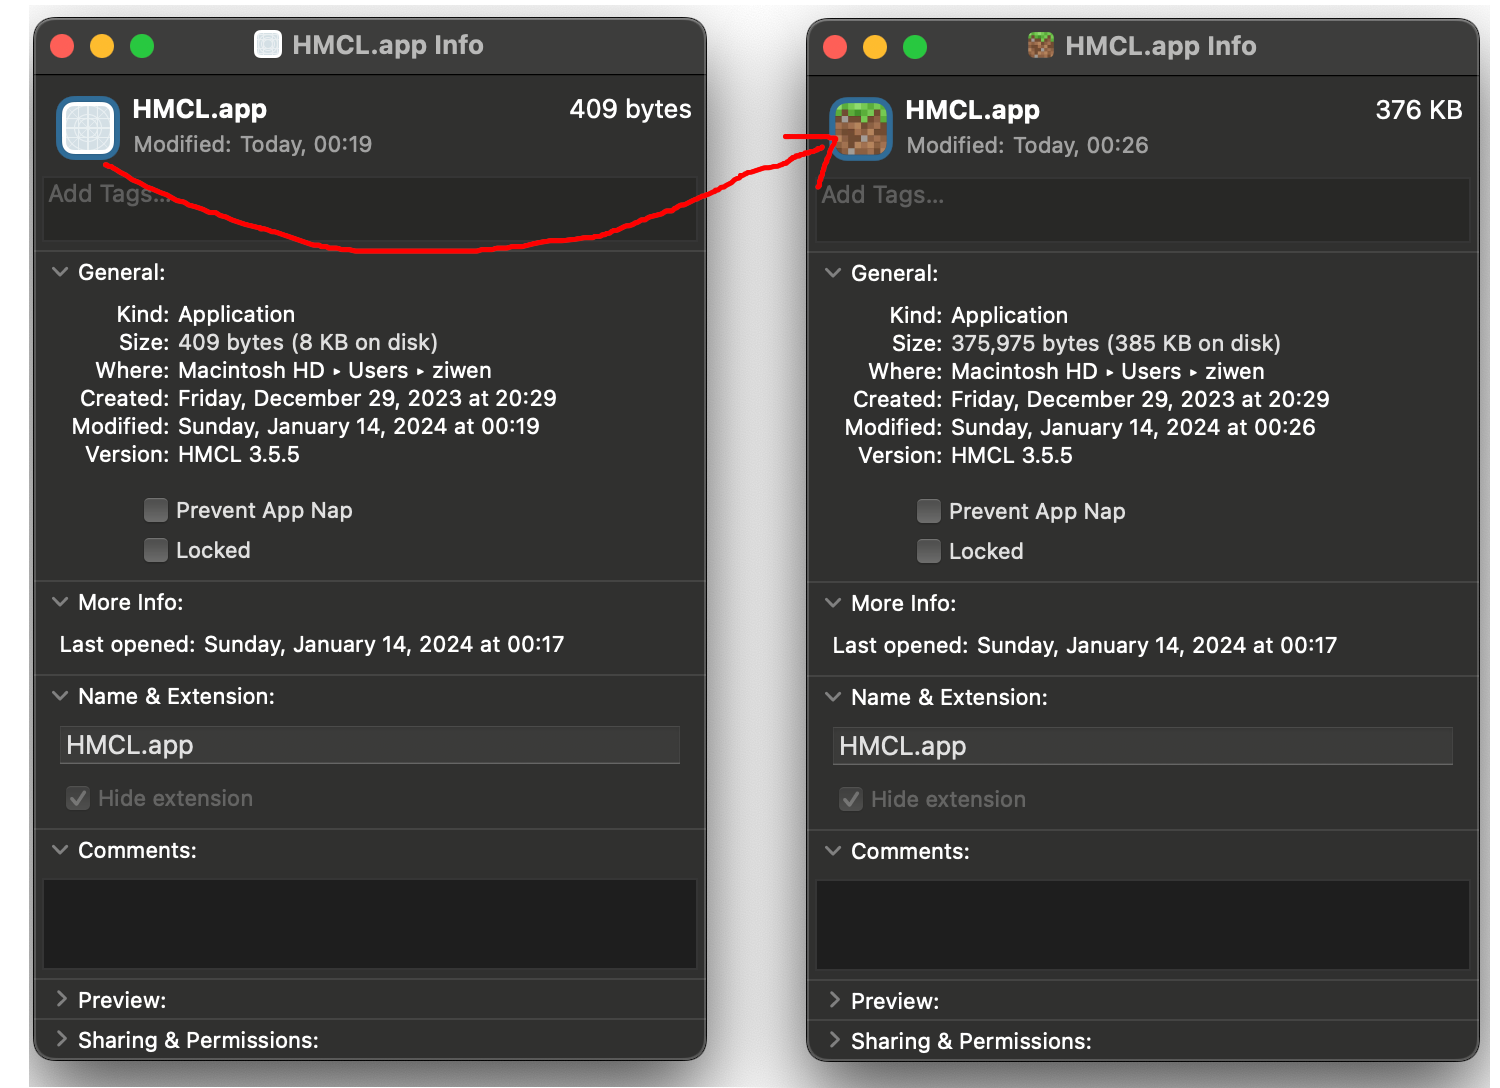 HMCL.app Info
HMCL.app
409 bytes
Modified: Today, 00:19
Add Tags...
General:
Kind: Application
Size: 409 bytes (8 KB on disk)
Where: Macintosh HD ▸ Users ▸ ziwen
Created: Friday, December 29, 2023 at 20:29
Modified: Sunday, January 14, 2024 at 00:19
Version: HMCL 3.5.5
Prevent App Nap
Locked
More Info:
Last opened: Sunday, January 14, 2024 at 00:17
Name & Extension:
HMCL.app
Hide extension
Comments:
Preview:
Sharing & Permissions:
HMCL.app Info
HMCL.app
376 KB
Modified: Today, 00:26
Add Tags...
General:
Kind: Application
Size: 375,975 bytes (385 KB on disk)
Where: Macintosh HD ▸ Users ▸ ziwen
Created: Friday, December 29, 2023 at 20:29
Modified: Sunday, January 14, 2024 at 00:26
Version: HMCL 3.5.5
Prevent App Nap
Locked
More Info:
Last opened: Sunday, January 14, 2024 at 00:17
Name & Extension:
HMCL.app
Hide extension
Comments:
Preview:
Sharing & Permissions: